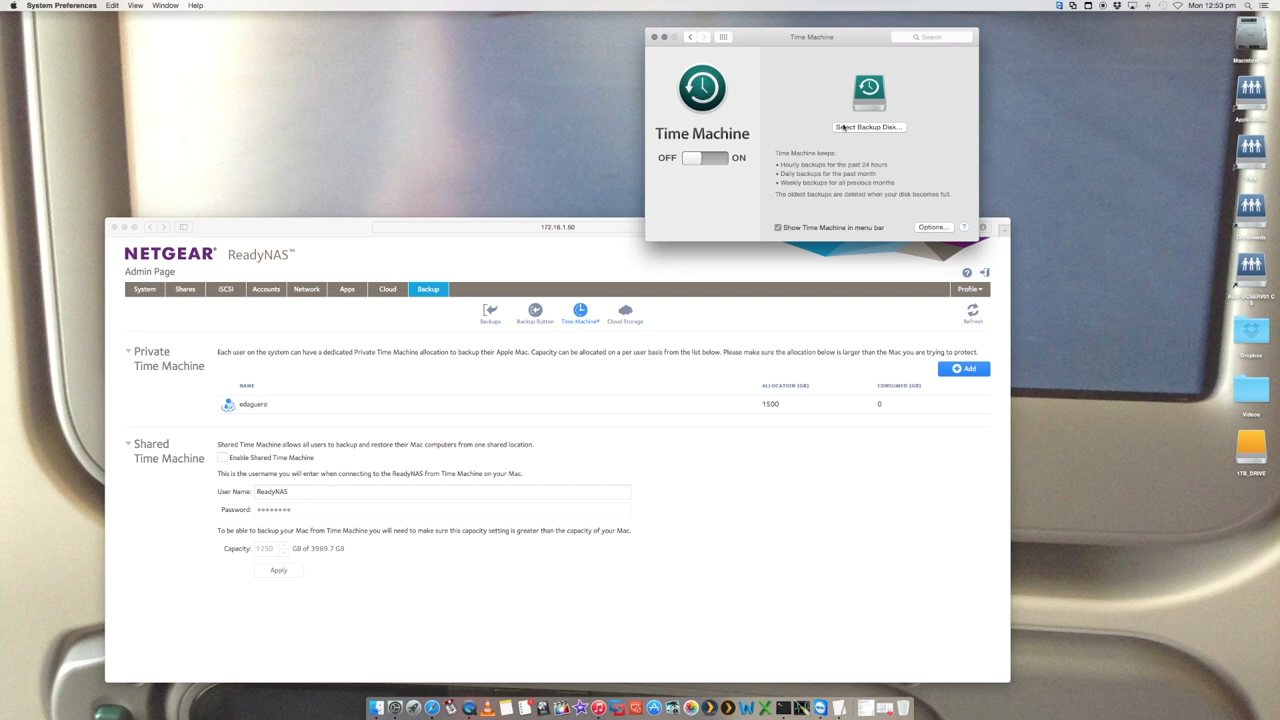 System Preferences Edit View Window Help
Mon 12:53 pm
Time Machine
Search
Time Machine
OFF ON
Select Backup Disk...
Time Machine keeps:
• Hourly backups for the past 24 hours
• Daily backups for the past month
• Weekly backups for all previous months
The oldest backups are deleted when your disk becomes full.
Show Time Machine in menu bar
Options...
?
172.16.1.50
NETGEAR® ReadyNAS™
Admin Page
System Shares iSCSI Accounts Network Apps Cloud Backup Profile
Backups Backup Button Time Machine® Cloud Storage Refresh
Private
Time Machine
Each user on the system can have a dedicated Private Time Machine allocation to backup their Apple Mac. Capacity can be allocated on a per user basis from the list below. Please make sure the allocation below is larger than the Mac you are trying to protect.
Add
NAME ALLOCATION (GB) CONSUMED (GB)
edaguero 1500 0
Shared
Time Machine
Shared Time Machine allows all users to backup and restore their Mac computers from one shared location.
Enable Shared Time Machine
This is the username you will enter when connecting to the ReadyNAS from Time Machine on your Mac.
User Name: ReadyNAS
Password: ••••••••
To be able to backup your Mac from Time Machine you will need to make sure this capacity setting is greater than the capacity of your Mac.
Capacity: 1250 GB of 3989.7 GB
Apply
Dropbox
Videos
1TB_DRIVE